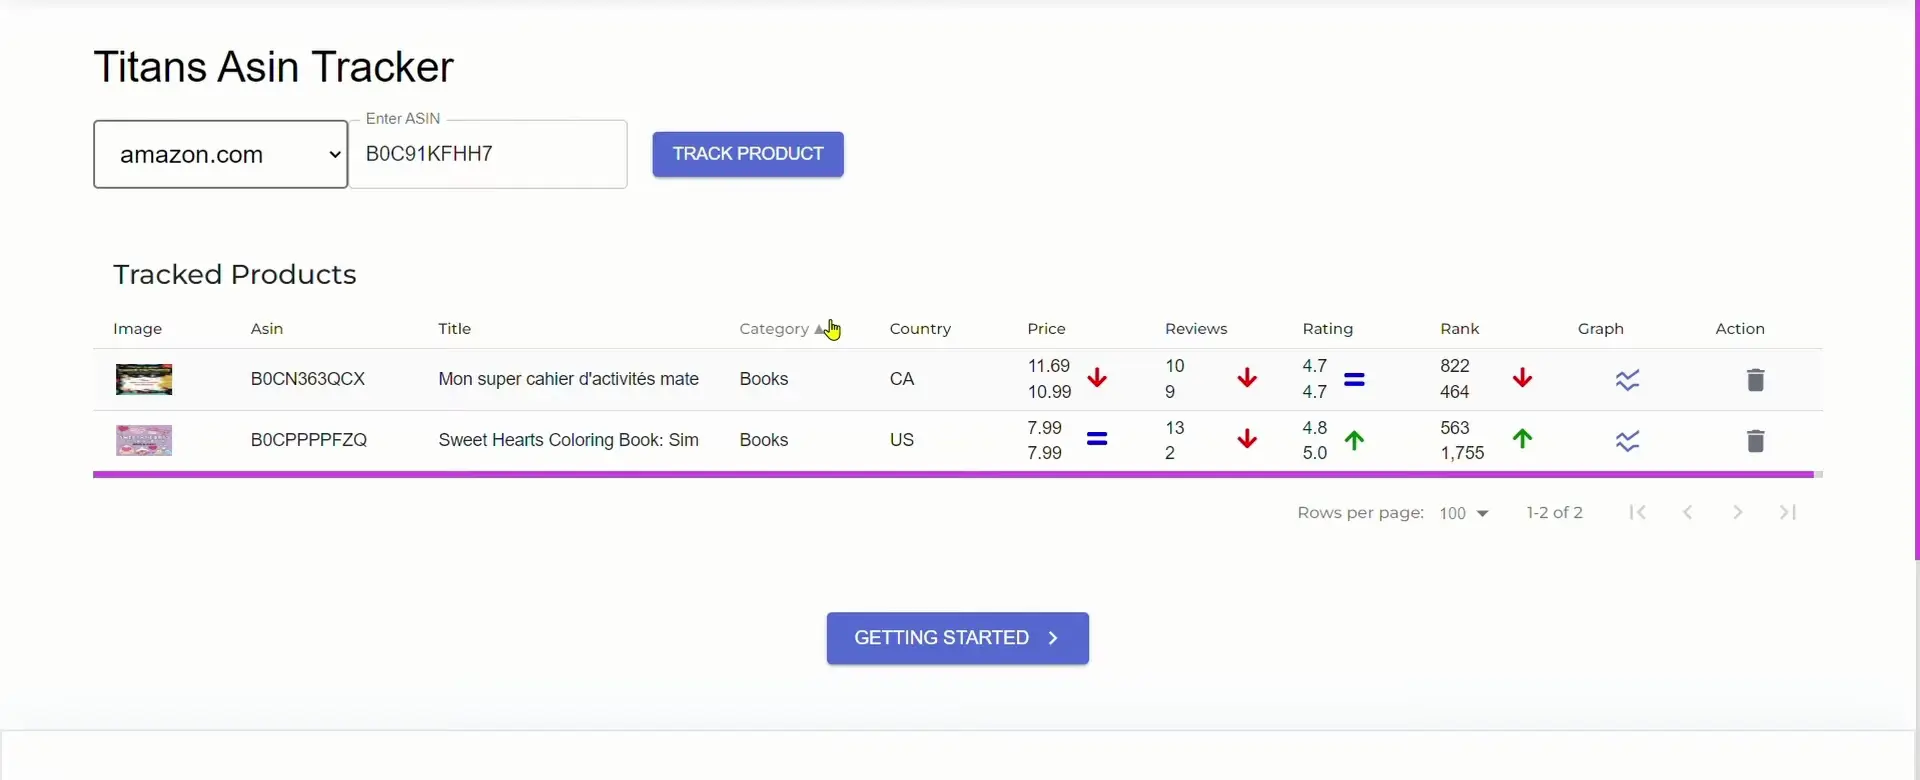 Titans Asin Tracker
Enter ASIN
amazon.com
B0C91KFHH7
TRACK PRODUCT
Tracked Products
Image Asin Title Category Country Price Reviews Rating Rank Graph Action
B0CN363QCX Mon super cahier d'activités mate Books CA 11.69 10 4.7 822
10.99 9 4.7 464
B0CPPPPFZQ Sweet Hearts Coloring Book: Sim Books US 7.99 13 4.8 563
7.99 2 5.0 1,755
Rows per page: 100 1-2 of 2
GETTING STARTED